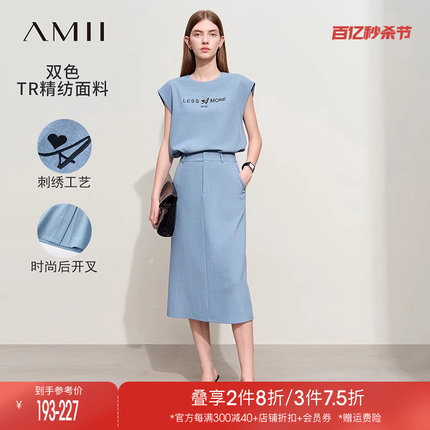 AMII
百亿秒杀节
双色
TR精纺面料
LESS MORE
刺绣工艺
时尚后开叉
到手参考价
¥ 193-227
叠享2件8折/3件7.5折
*官方每满300减40+店铺折扣+会员券 *赠运费险